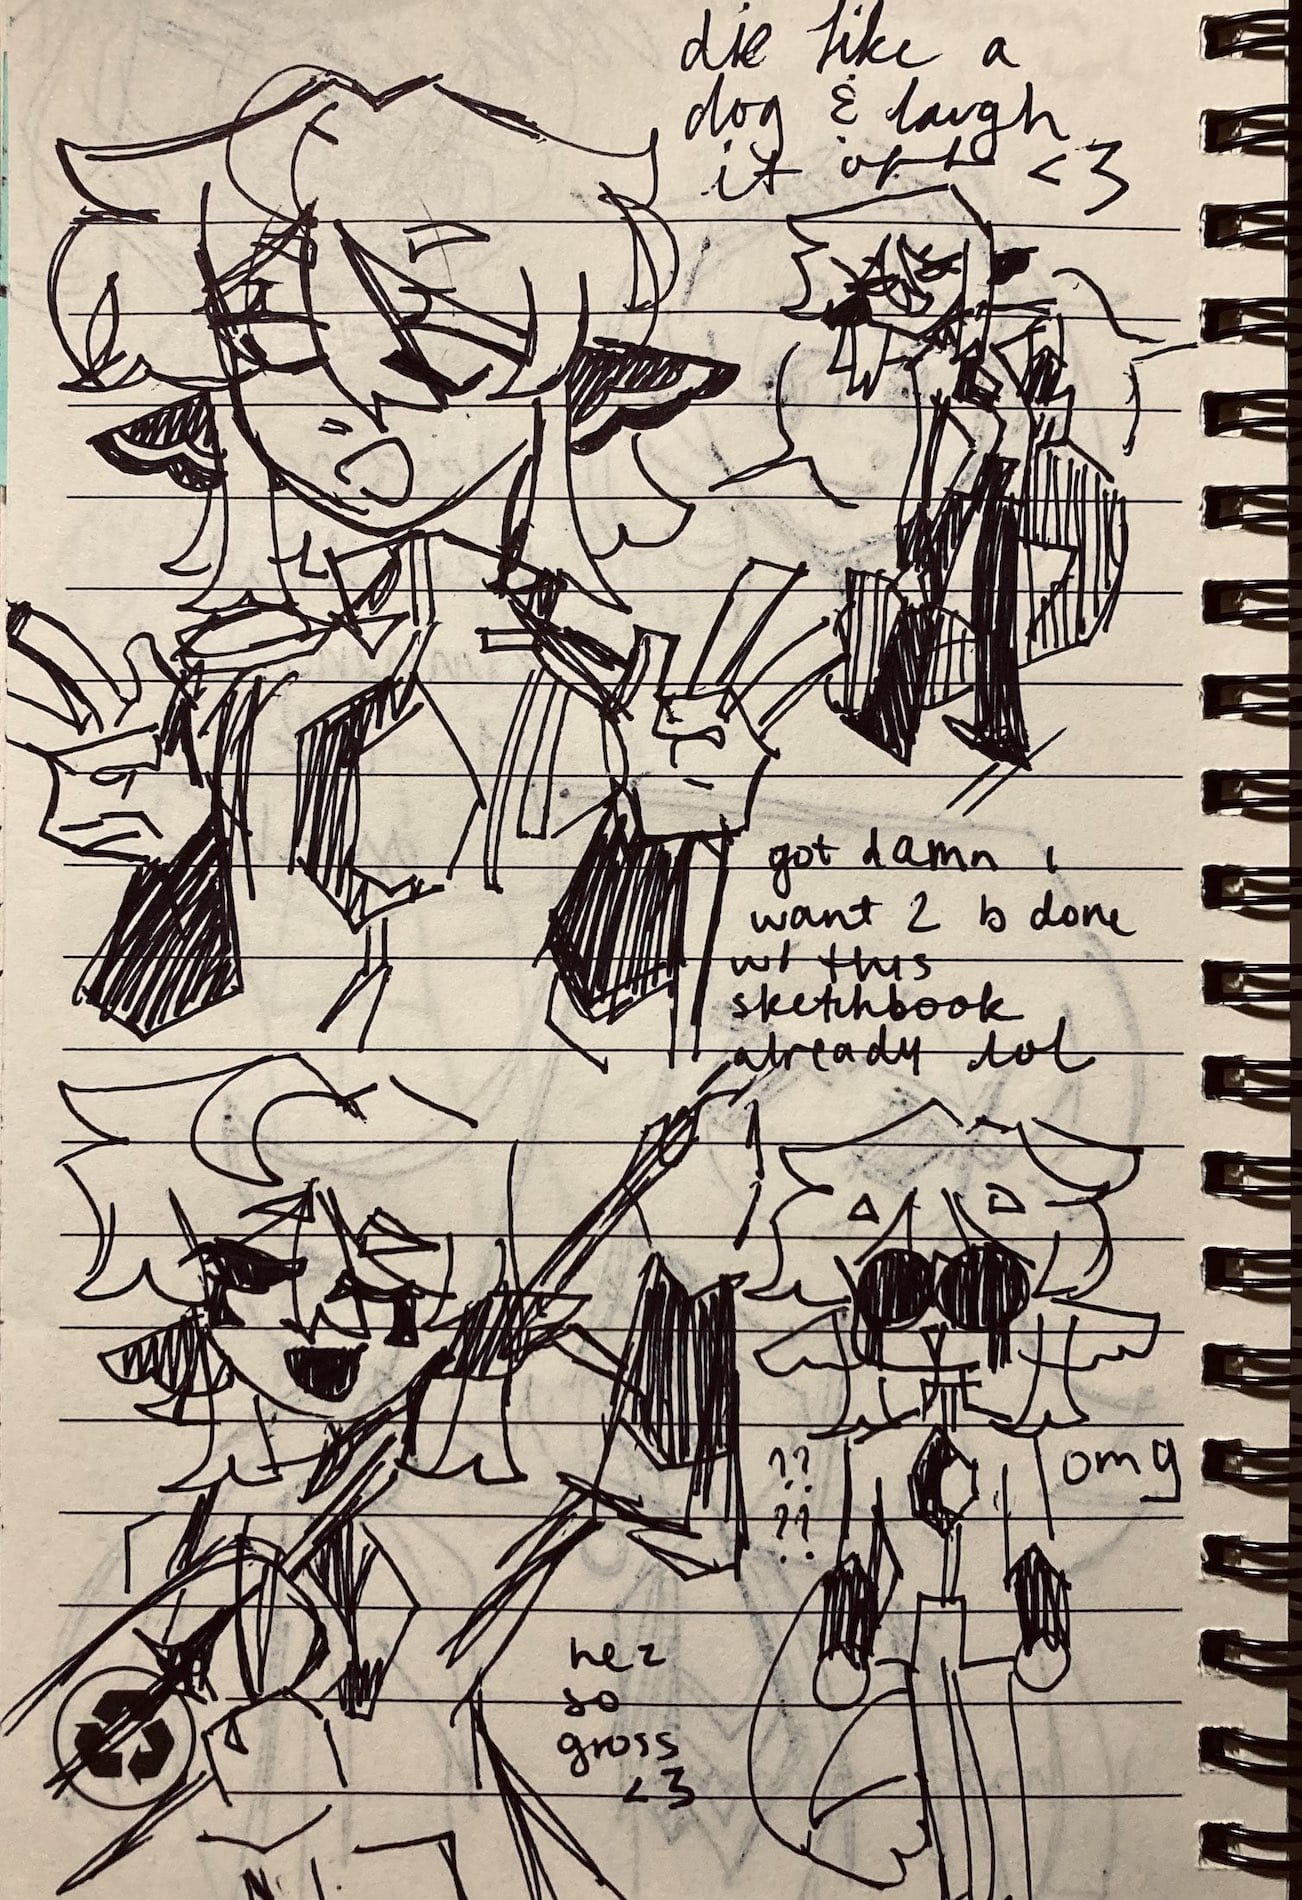 die like a
dog & laugh
it off <3
got damn i
want 2 b done
w/ this
sketchbook
already lol
??
??
omg
hez
so
gross
<3